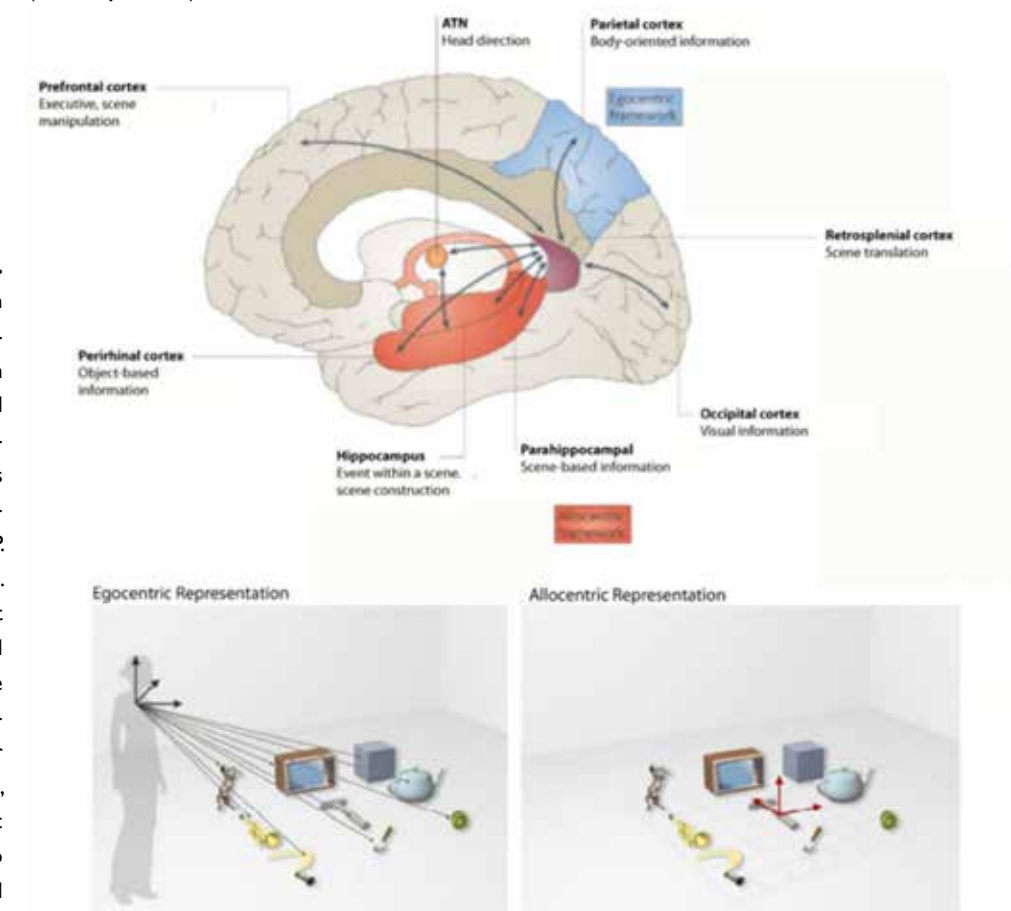 ATN
Head direction
Parietal cortex
Body-oriented information
Prefrontal cortex
Executive, scene
manipulation
Egocentric
framework
Retrosplenial cortex
Scene translation
Perirhinal cortex
Object-based
information
Occipital cortex
Visual information
Hippocampus
Event within a scene.
scene construction
Parahippocampal
Scene-based information
Allocentric
framework
Egocentric Representation
Allocentric Representation